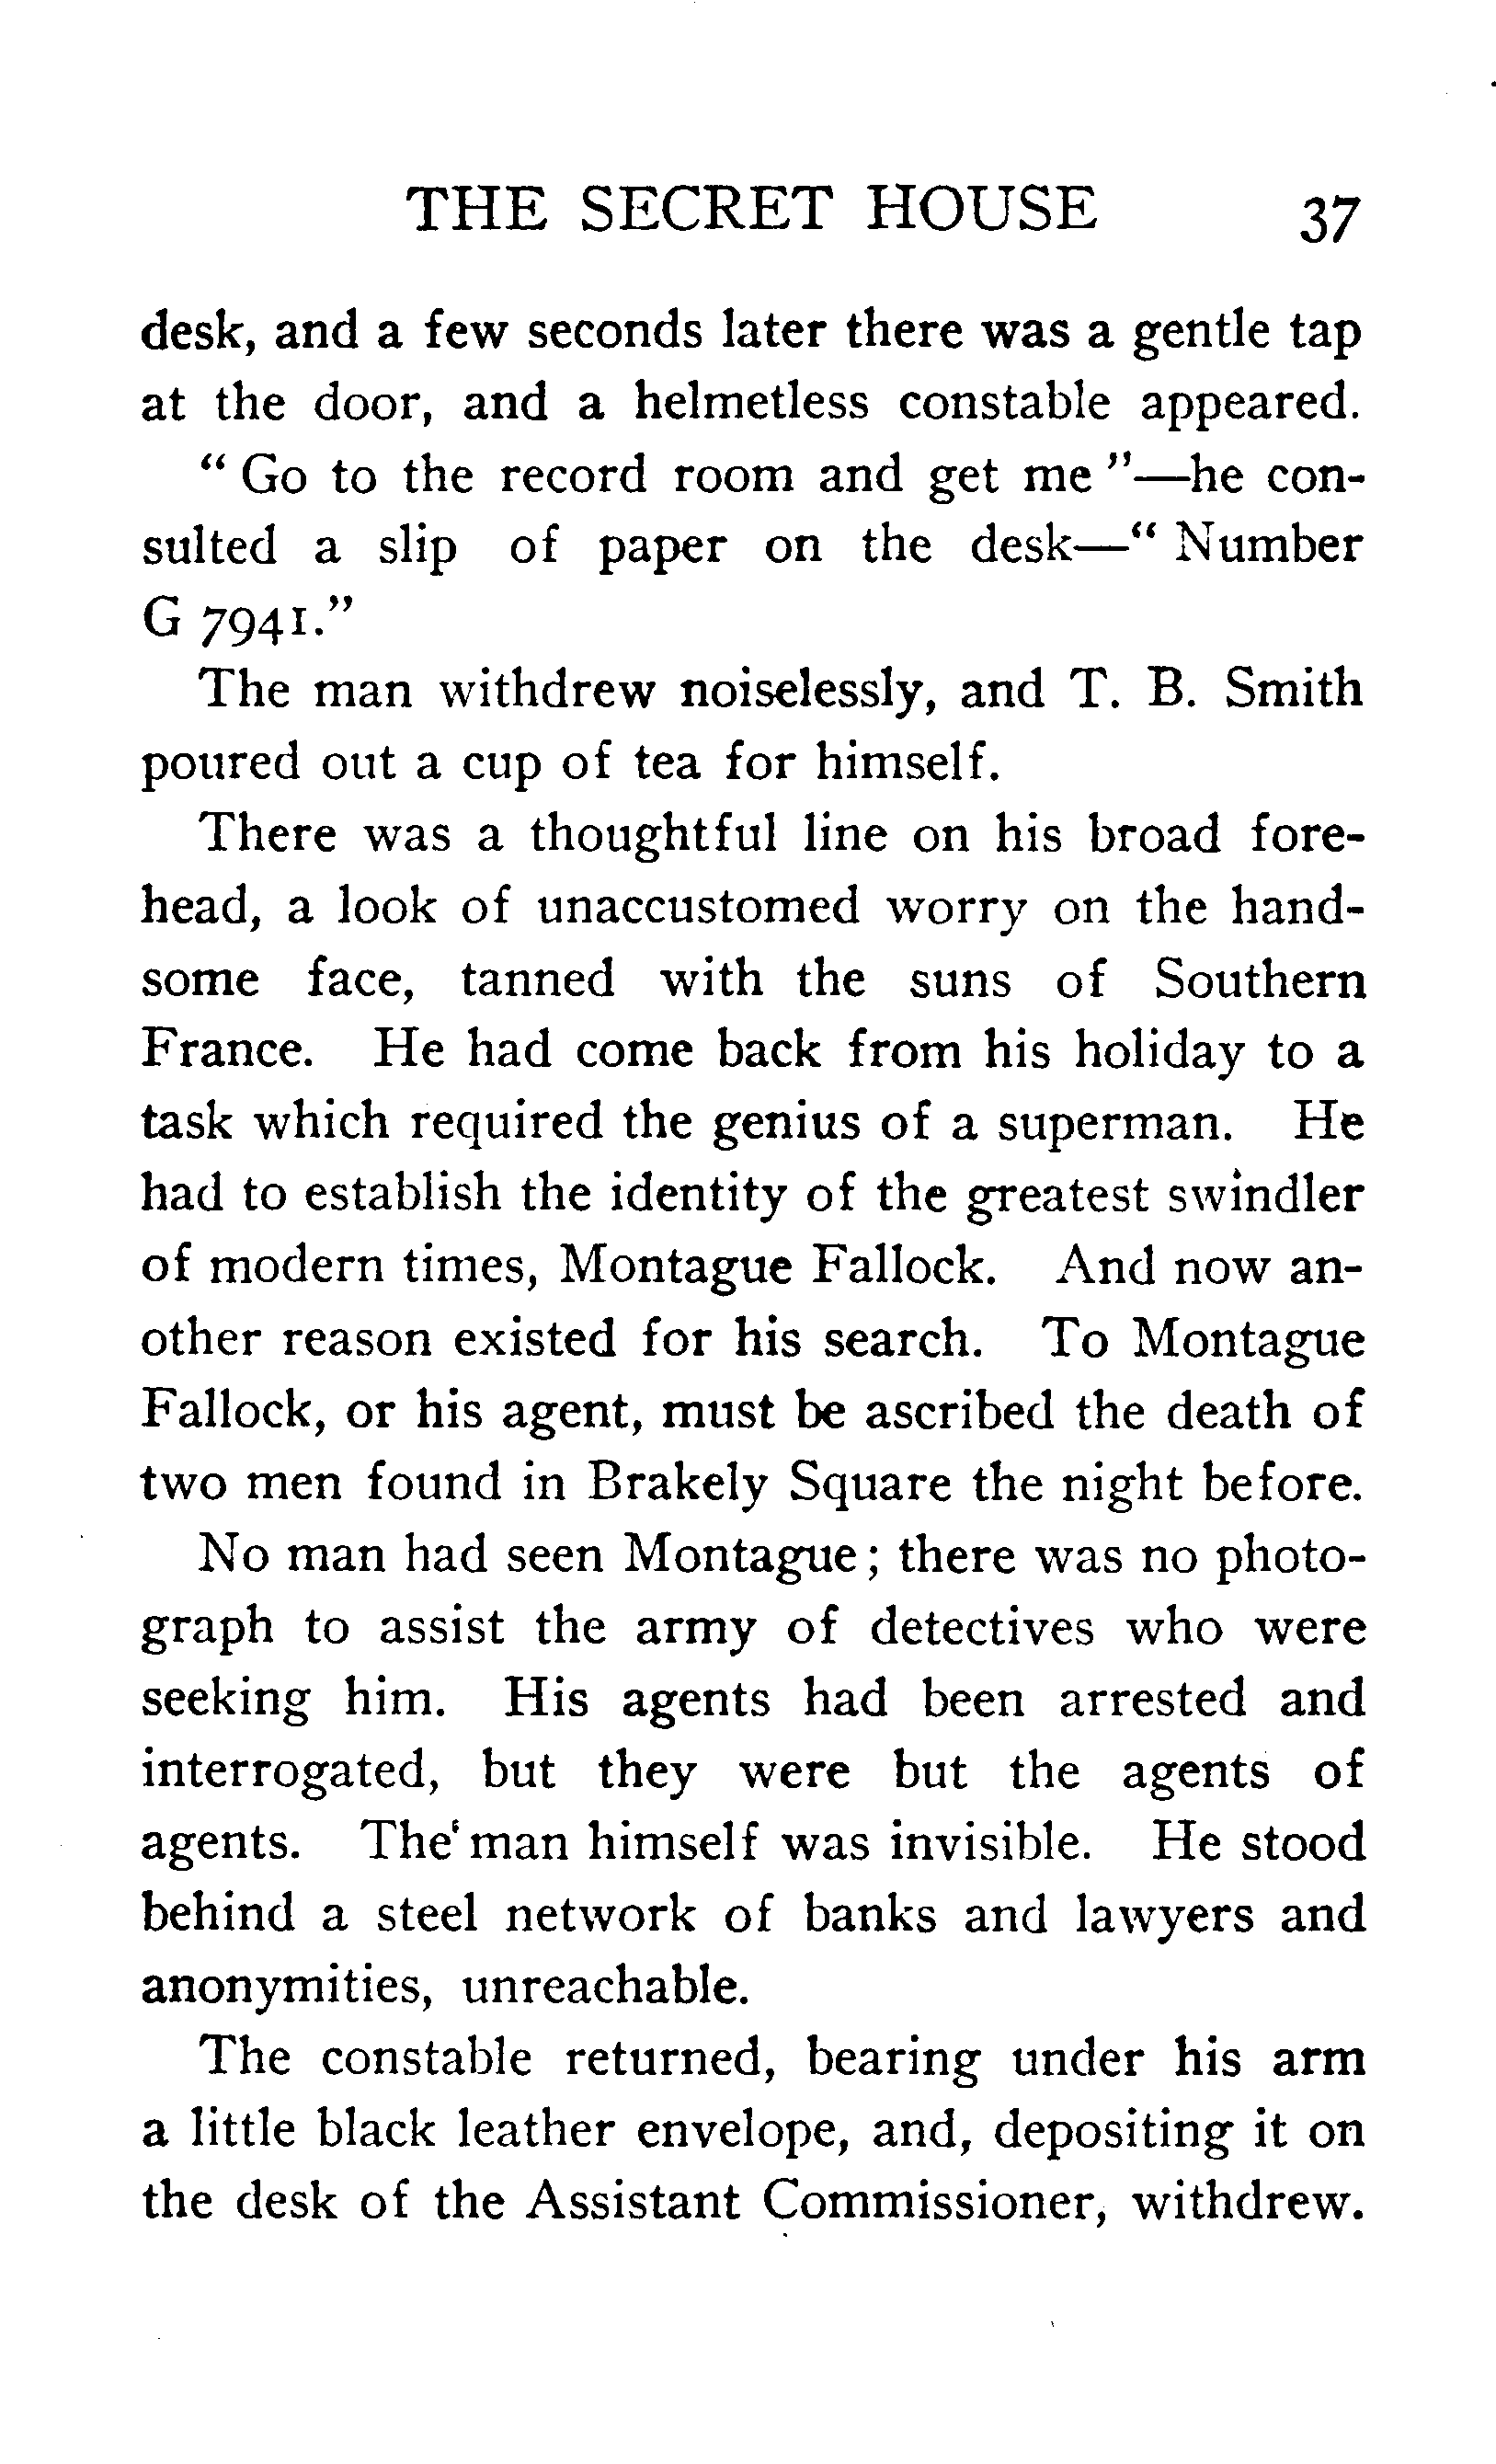 THE SECRET HOUSE 37
desk, and a few seconds later there was a gentle tap
at the door, and a helmetless constable appeared.
“ Go to the record room and get me ”—he con-
sulted a slip of paper on the desk—“ Number
G 7941.”
The man withdrew noiselessly, and T. B. Smith
poured out a cup of tea for himself.
There was a thoughtful line on his broad fore-
head, a look of unaccustomed worry on the hand-
some face, tanned with the suns of Southern
France. He had come back from his holiday to a
task which required the genius of a superman. He
had to establish the identity of the greatest swindler
of modern times, Montague Fallock. And now an-
other reason existed for his search. To Montague
Fallock, or his agent, must be ascribed the death of
two men found in Brakely Square the night before.
No man had seen Montague ; there was no photo-
graph to assist the army of detectives who were
seeking him. His agents had been arrested and
interrogated, but they were but the agents of
agents. The man himself was invisible. He stood
behind a steel network of banks and lawyers and
anonymities, unreachable.
The constable returned, bearing under his arm
a little black leather envelope, and, depositing it on
the desk of the Assistant Commissioner, withdrew.